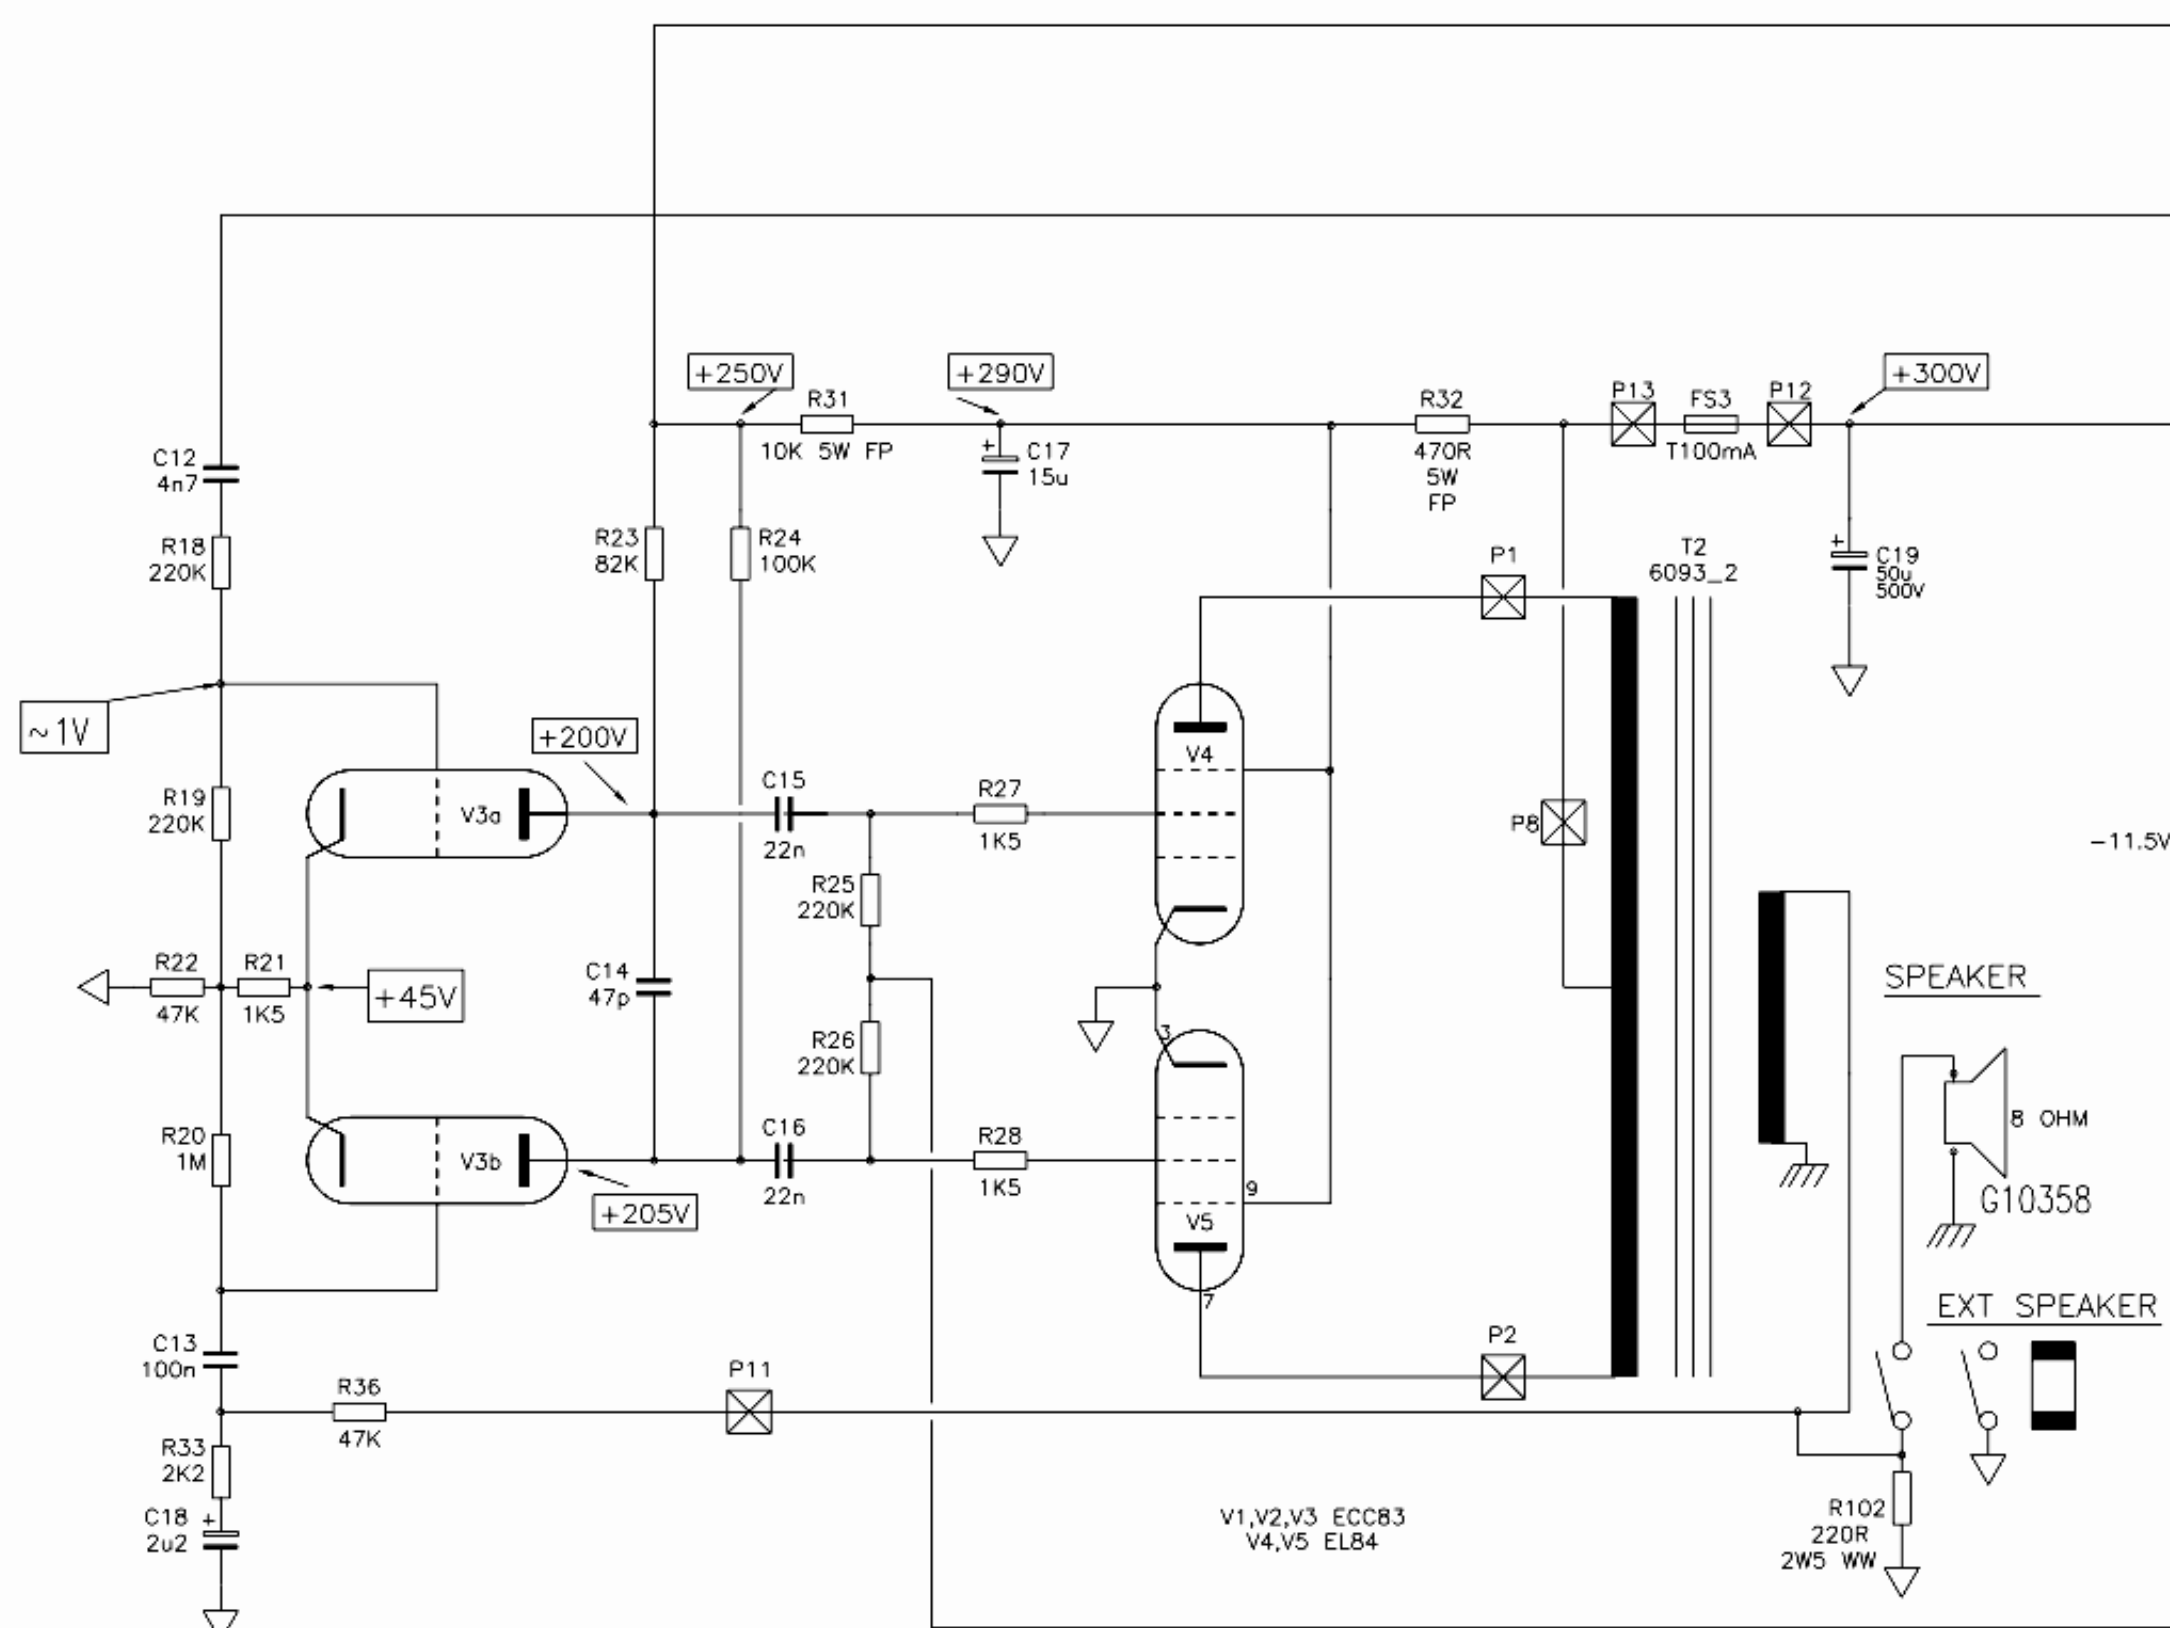 +250V
+290V
+300V
R31
10K 5W FP
C17
15u
R32
470R
5W
FP
P13
FS3
T100mA
P12
C12
4n7
R18
220K
R23
82K
R24
100K
P1
T2
6093_2
C19
50u
500V
~1V
+200V
R19
220K
V3a
C15
22n
R27
1K5
V4
P8
-11.5V
R25
220K
R22
47K
R21
1K5
+45V
C14
47p
R26
220K
3
SPEAKER
8 OHM
G10358
R20
1M
V3b
+205V
C16
22n
R28
1K5
9
V5
7
EXT SPEAKER
C13
100n
R36
47K
P11
P2
R33
2K2
C18 +
2u2
V1,V2,V3 ECC83
V4,V5 EL84
R102
220R
2W5 WW